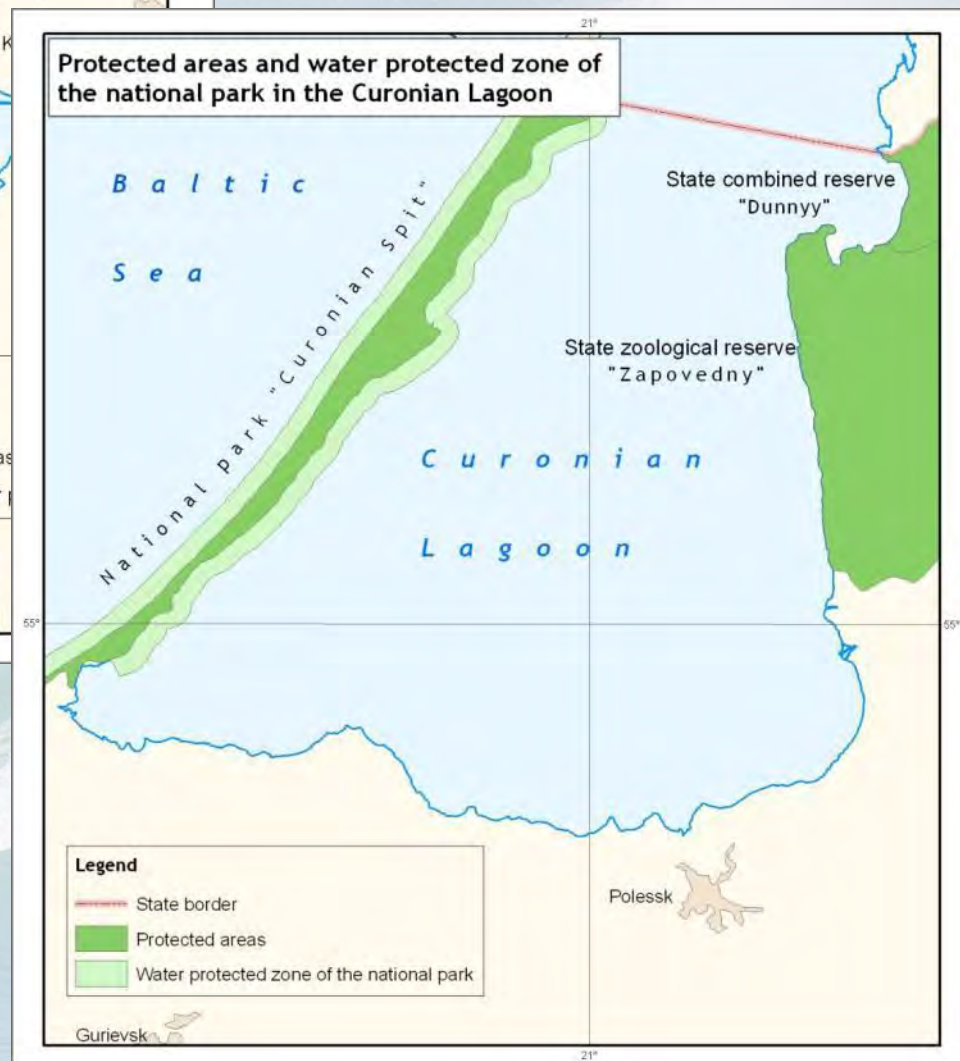 21°
Protected areas and water protected zone of
the national park in the Curonian Lagoon
Baltic
Sea
National park "Curonian Spit"
State combined reserve
"Dunnyy"
State zoological reserve
"Zapovedny"
Curonian
Lagoon
55°
55°
Legend
State border
Protected areas
Water protected zone of the national park
Polessk
Gurievsk
21°